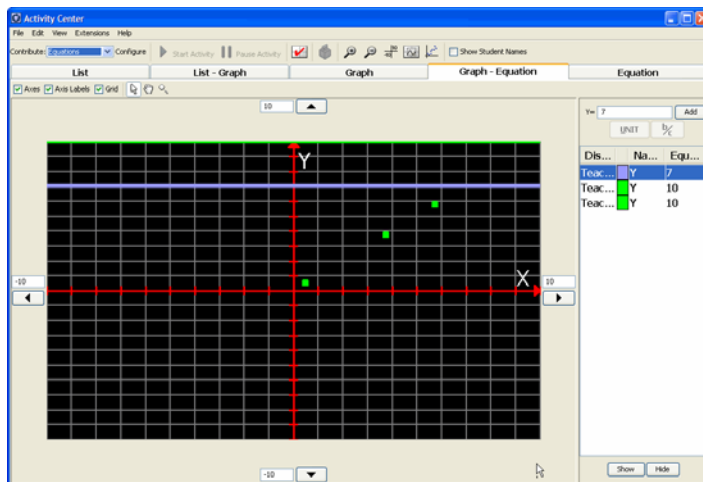 Activity Center
File Edit View Extensions Help
Contribute: Equations Configure Start Activity Pause Activity Show Student Names
List List - Graph Graph Graph - Equation Equation
Axes Axis Labels Grid
10
Y= 7 Add
UNIT b/c
Dis... Na... Equ...
Teac... Y 7
Teac... Y 10
Teac... Y 10
Y
-10 X 10
-10
Show Hide